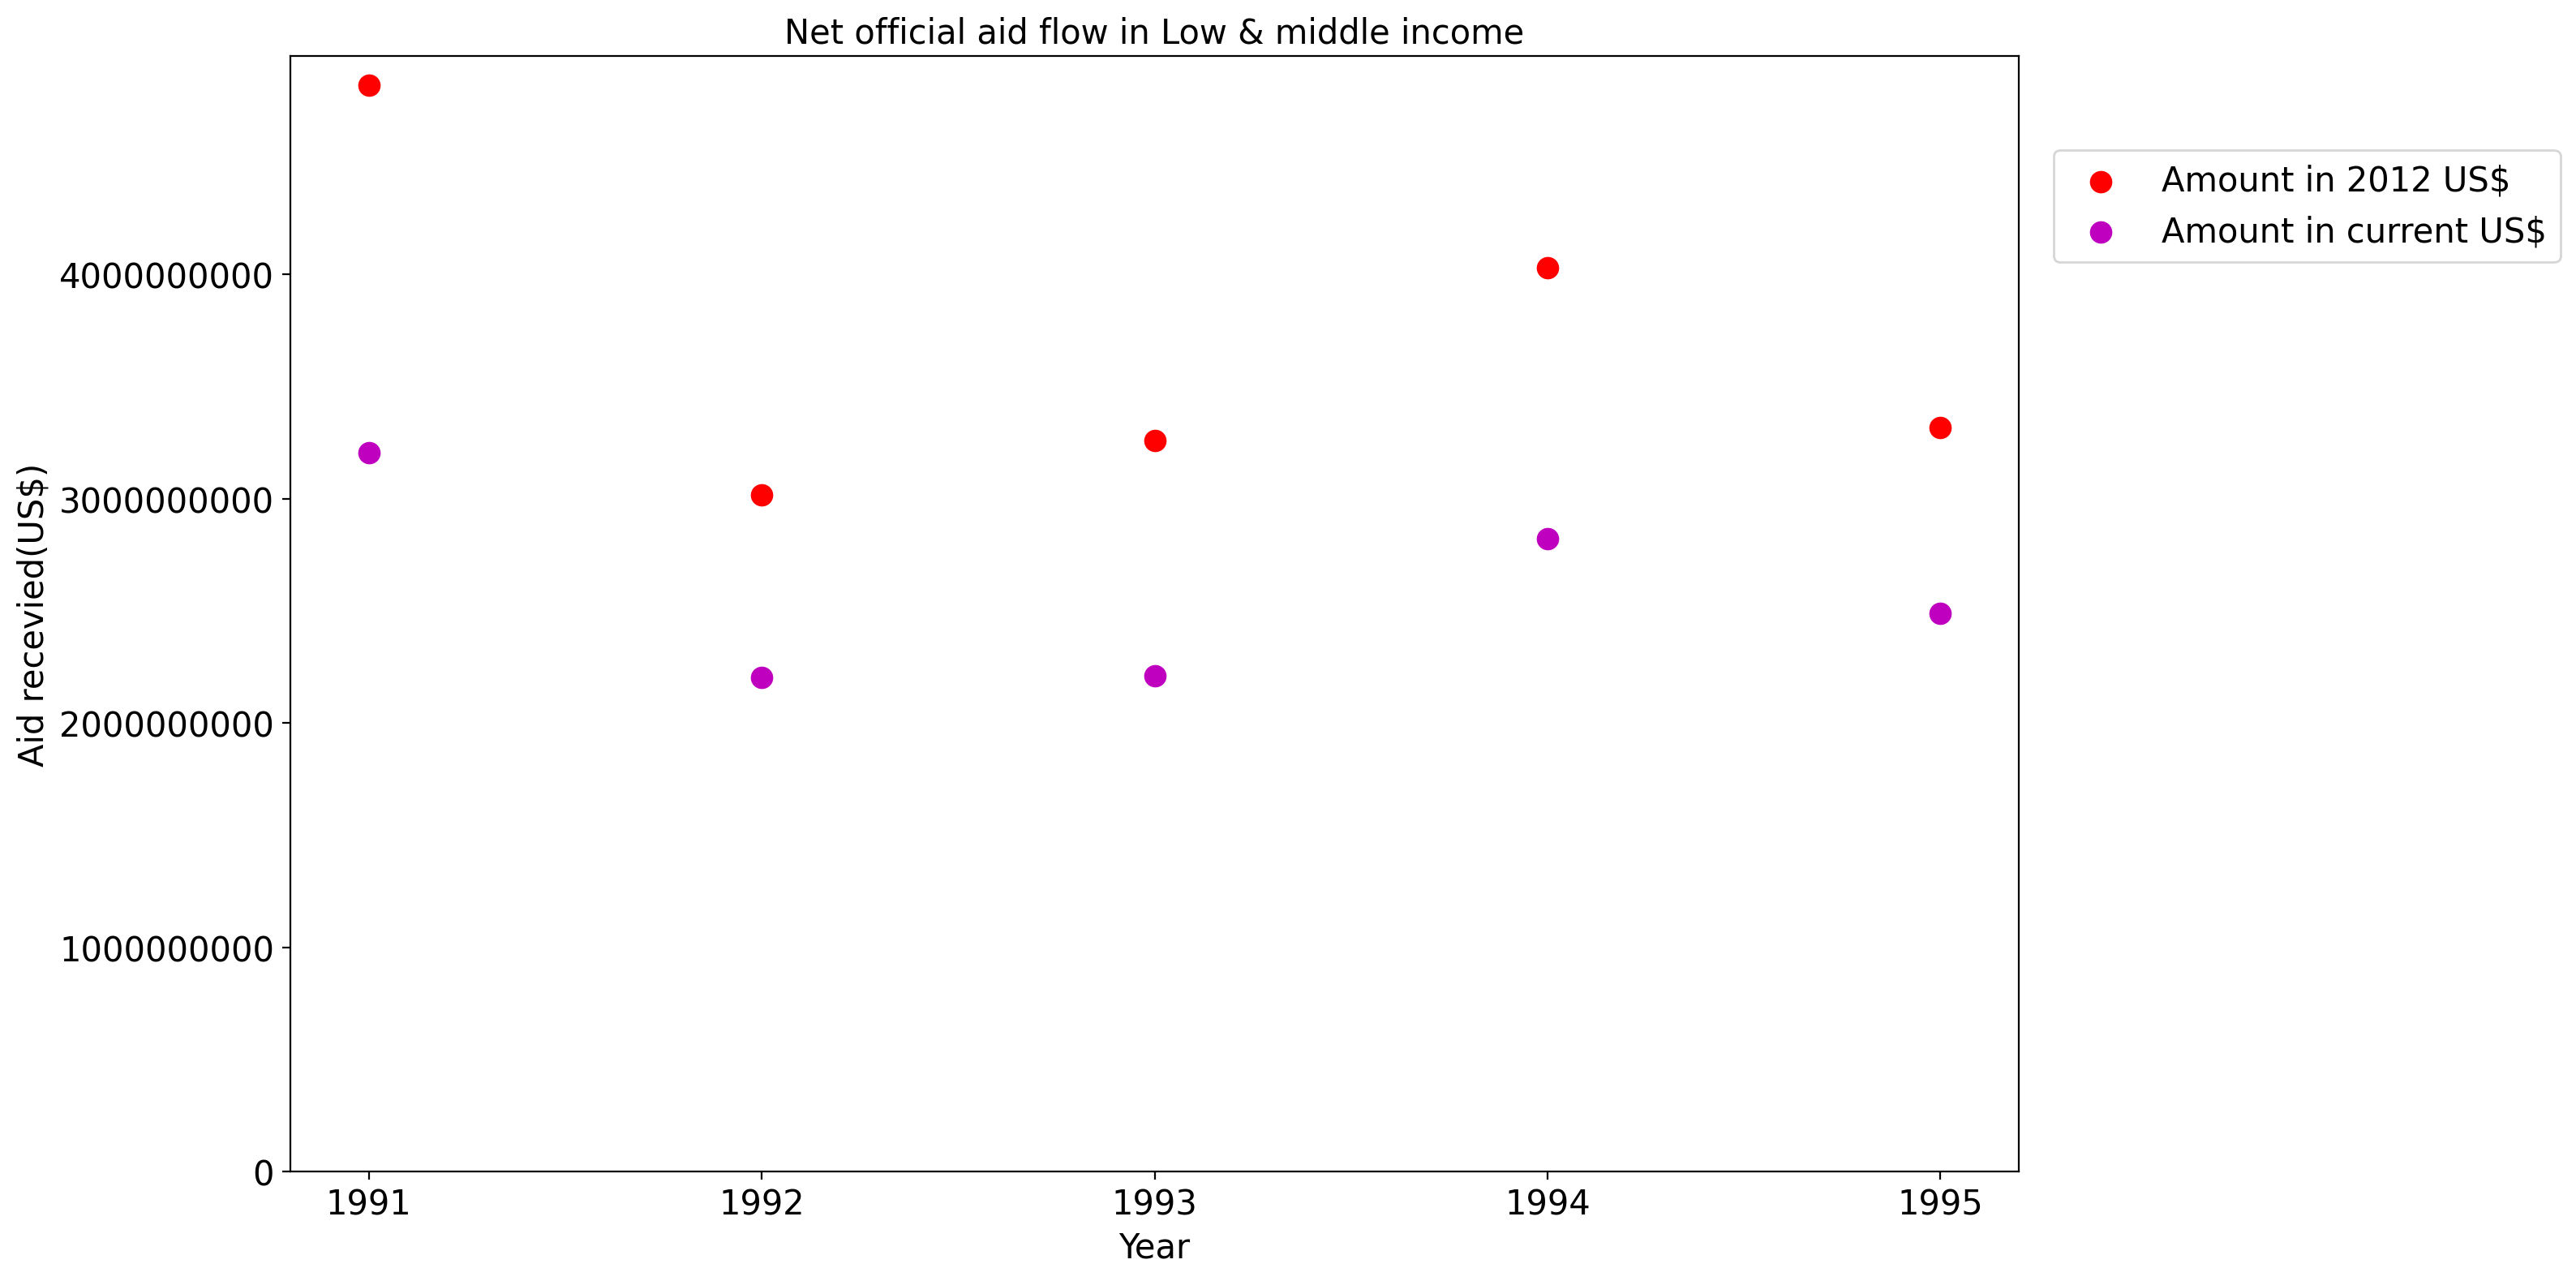 Net official aid flow in Low & middle income
Amount in 2012 US$
Amount in current US$
Aid recevied(US$)
4000000000
3000000000
2000000000
1000000000
0
1991 1992 1993 1994 1995
Year